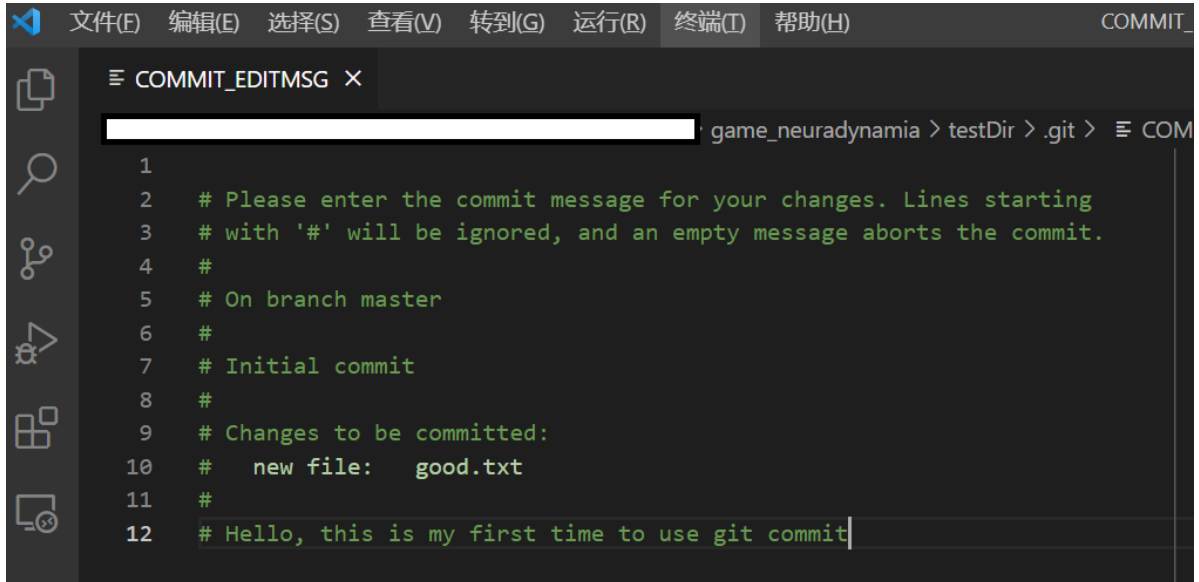 文件(F) 编辑(E) 选择(S) 查看(V) 转到(G) 运行(R) 终端(T) 帮助(H) COMMIT_
COMMIT_EDITMSG
game_neuradynamia > testDir > .git > COM
1
2 # Please enter the commit message for your changes. Lines starting
3 # with '#' will be ignored, and an empty message aborts the commit.
4 #
5 # On branch master
6 #
7 # Initial commit
8 #
9 # Changes to be committed:
10 # new file: good.txt
11 #
12 # Hello, this is my first time to use git commit